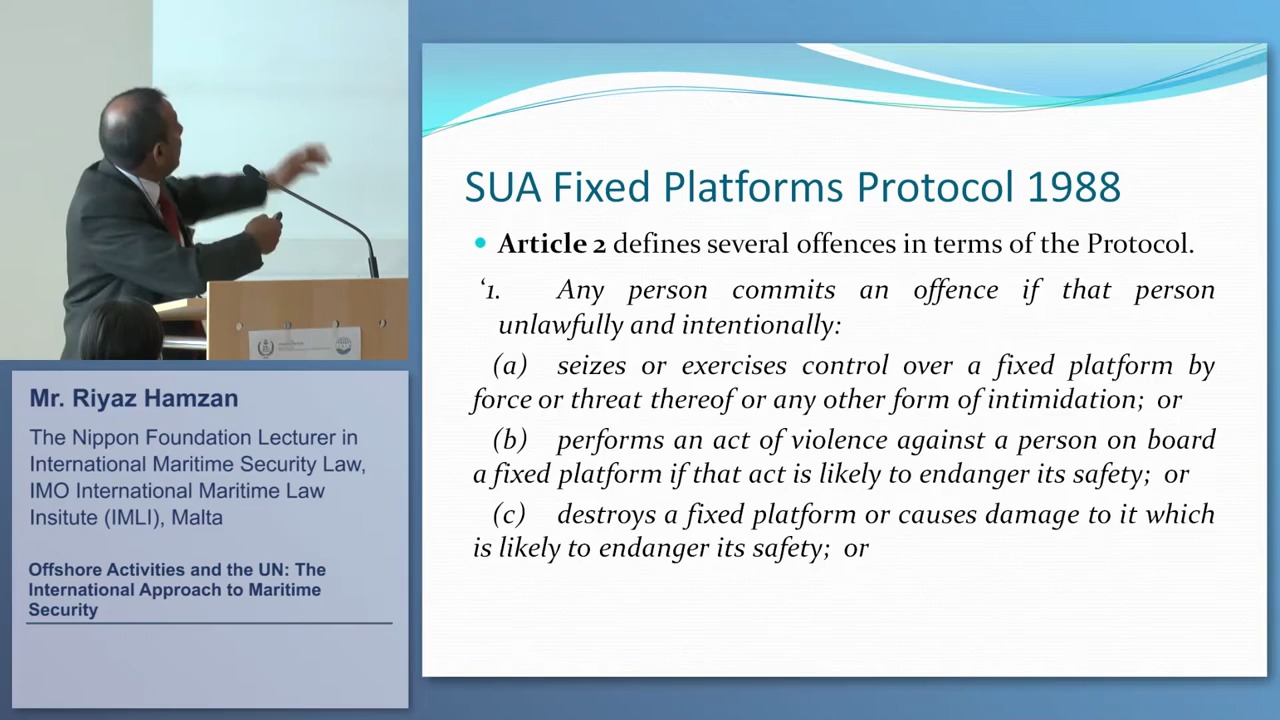 SUA Fixed Platforms Protocol 1988
• Article 2 defines several offences in terms of the Protocol.
‘1. Any person commits an offence if that person
unlawfully and intentionally:
(a) seizes or exercises control over a fixed platform by
force or threat thereof or any other form of intimidation; or
(b) performs an act of violence against a person on board
a fixed platform if that act is likely to endanger its safety; or
(c) destroys a fixed platform or causes damage to it which
is likely to endanger its safety; or
Mr. Riyaz Hamzan
The Nippon Foundation Lecturer in
International Maritime Security Law,
IMO International Maritime Law
Insitute (IMLI), Malta
Offshore Activities and the UN: The
International Approach to Maritime
Security